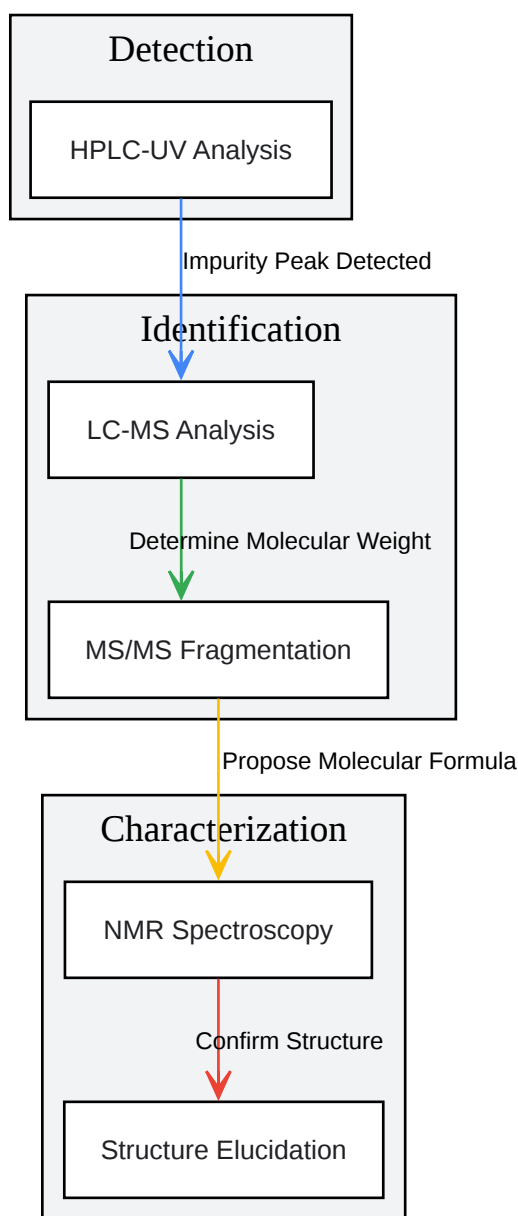 Detection
HPLC-UV Analysis
Impurity Peak Detected
Identification
LC-MS Analysis
Determine Molecular Weight
MS/MS Fragmentation
Propose Molecular Formula
Characterization
NMR Spectroscopy
Confirm Structure
Structure Elucidation